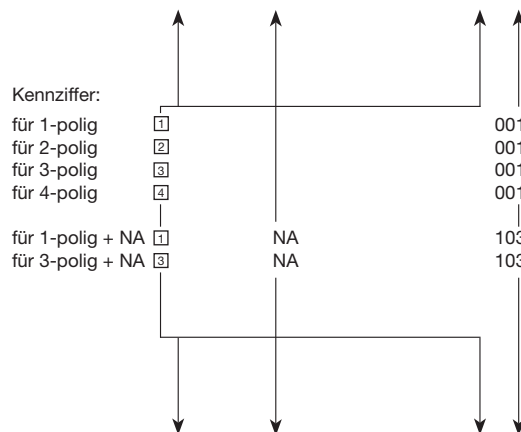 Kennziffer:
für 1-polig 1 001
für 2-polig 2 001
für 3-polig 3 001
für 4-polig 4 001
für 1-polig + NA 1 NA 103
für 3-polig + NA 3 NA 103